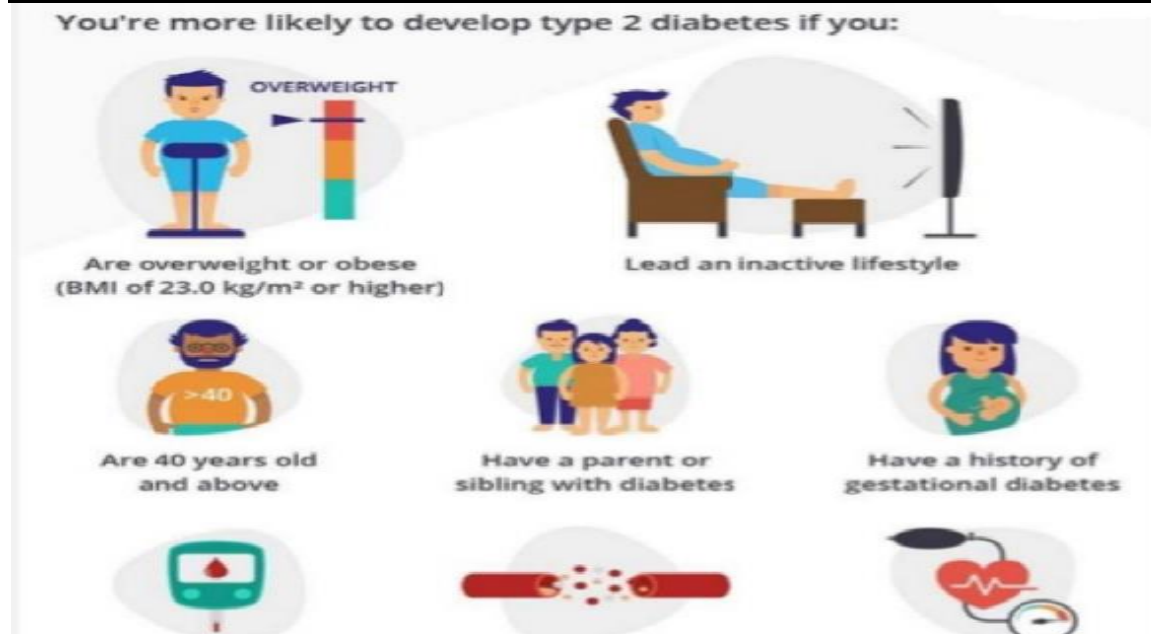 You're more likely to develop type 2 diabetes if you:
OVERWEIGHT
Are overweight or obese
(BMI of 23.0 kg/m² or higher)
Lead an inactive lifestyle
>40
Are 40 years old
and above
Have a parent or
sibling with diabetes
Have a history of
gestational diabetes